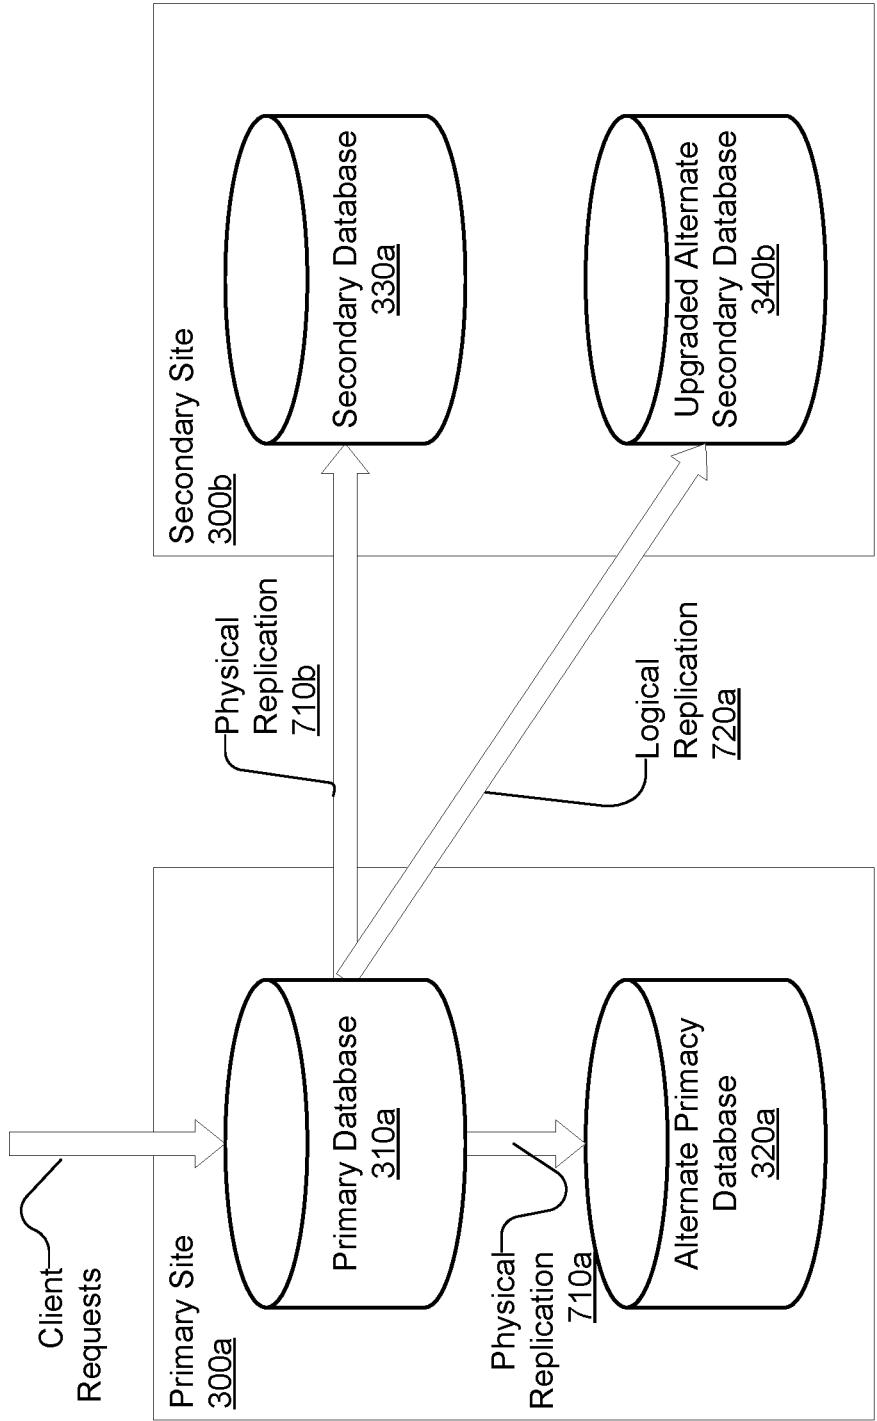 Client
Requests
Primary Site
300a
Primary Database
310a
Physical
Replication
710a
Alternate Primacy
Database
320a
Physical
Replication
710b
Logical
Replication
720a
Secondary Site
300b
Secondary Database
330a
Upgraded Alternate
Secondary Database
340b